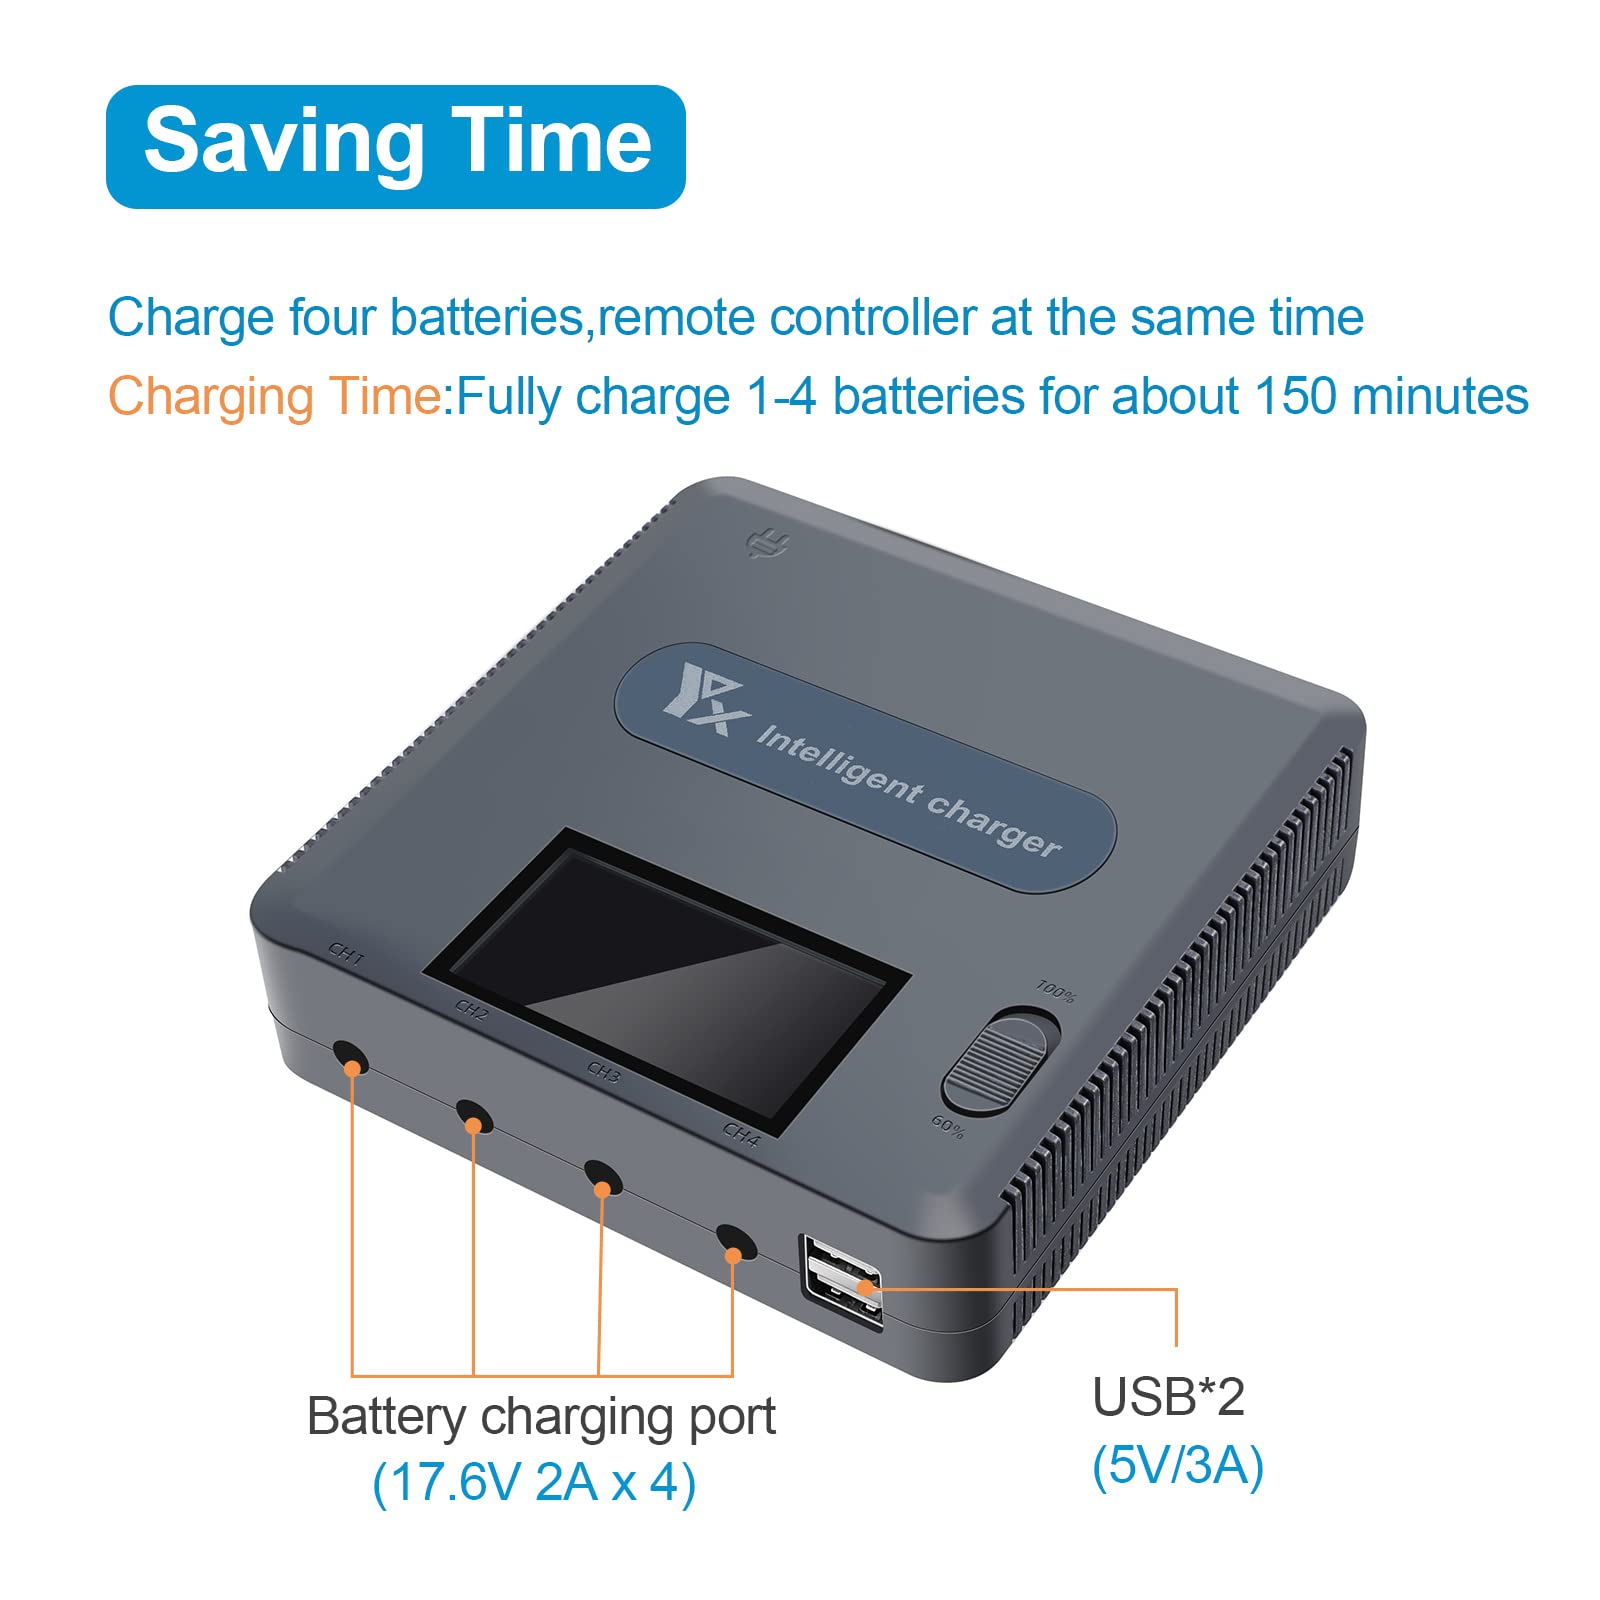 Saving Time
Charge four batteries,remote controller at the same time
Charging Time:Fully charge 1-4 batteries for about 150 minutes
YX Intelligent charger
CH1
CH2
CH3
CH4
100%
60%
Battery charging port
(17.6V 2A x 4)
USB*2
(5V/3A)